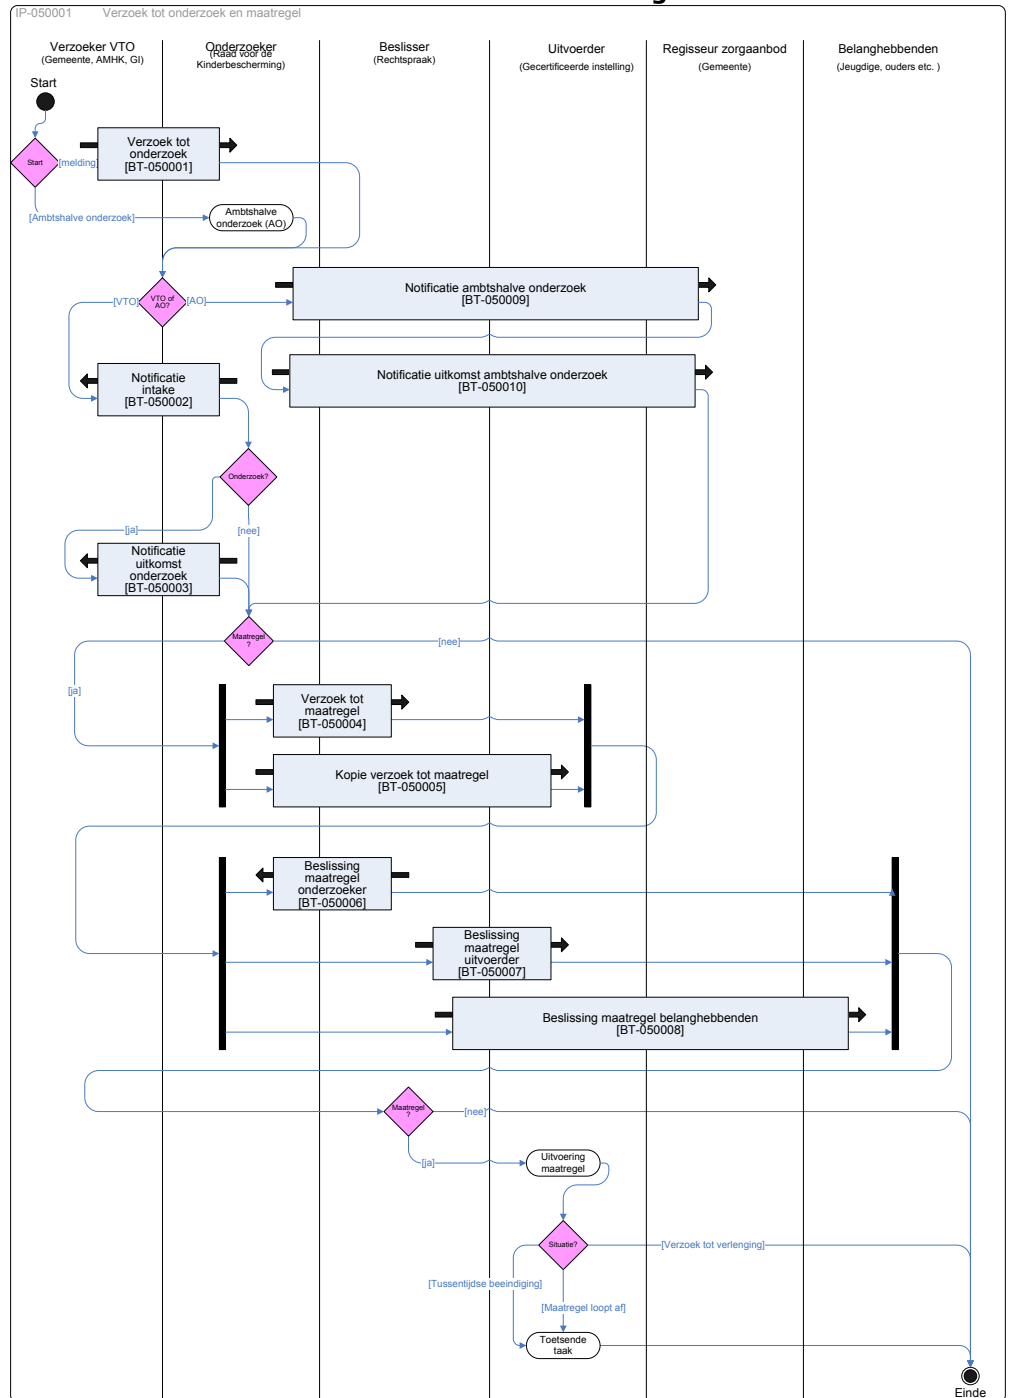 IP-050001 Verzoek tot onderzoek en maatregel
Verzoeker VTO
(Gemeente, AMHK, GI)
Onderzoeker
(Raad voor de
Kinderbescherming)
Beslisser
(Rechtspraak)
Uitvoerder
(Gecertificeerde instelling)
Regisseur zorgaanbod
(Gemeente)
Belanghebbenden
(Jeugdige, ouders etc. )
Start
Start
[melding]
Verzoek tot
onderzoek
[BT-050001]
[Ambtshalve onderzoek]
Ambtshalve
onderzoek (AO)
VTO of
AO?
[VTO]
[AO]
Notificatie ambtshalve onderzoek
[BT-050009]
Notificatie
intake
[BT-050002]
Notificatie uitkomst ambtshalve onderzoek
[BT-050010]
Onderzoek?
[ja]
[nee]
Notificatie
uitkomst
onderzoek
[BT-050003]
Maatregel
?
[nee]
[ja]
Verzoek tot
maatregel
[BT-050004]
Kopie verzoek tot maatregel
[BT-050005]
Beslissing
maatregel
onderzoeker
[BT-050006]
Beslissing
maatregel
uitvoerder
[BT-050007]
Beslissing maatregel belanghebbenden
[BT-050008]
Maatregel
?
[nee]
[ja]
Uitvoering
maatregel
Situatie?
[Verzoek tot verlenging]
[Tussentijdse beeindiging]
[Maatregel loopt af]
Toetsende
taak
Einde